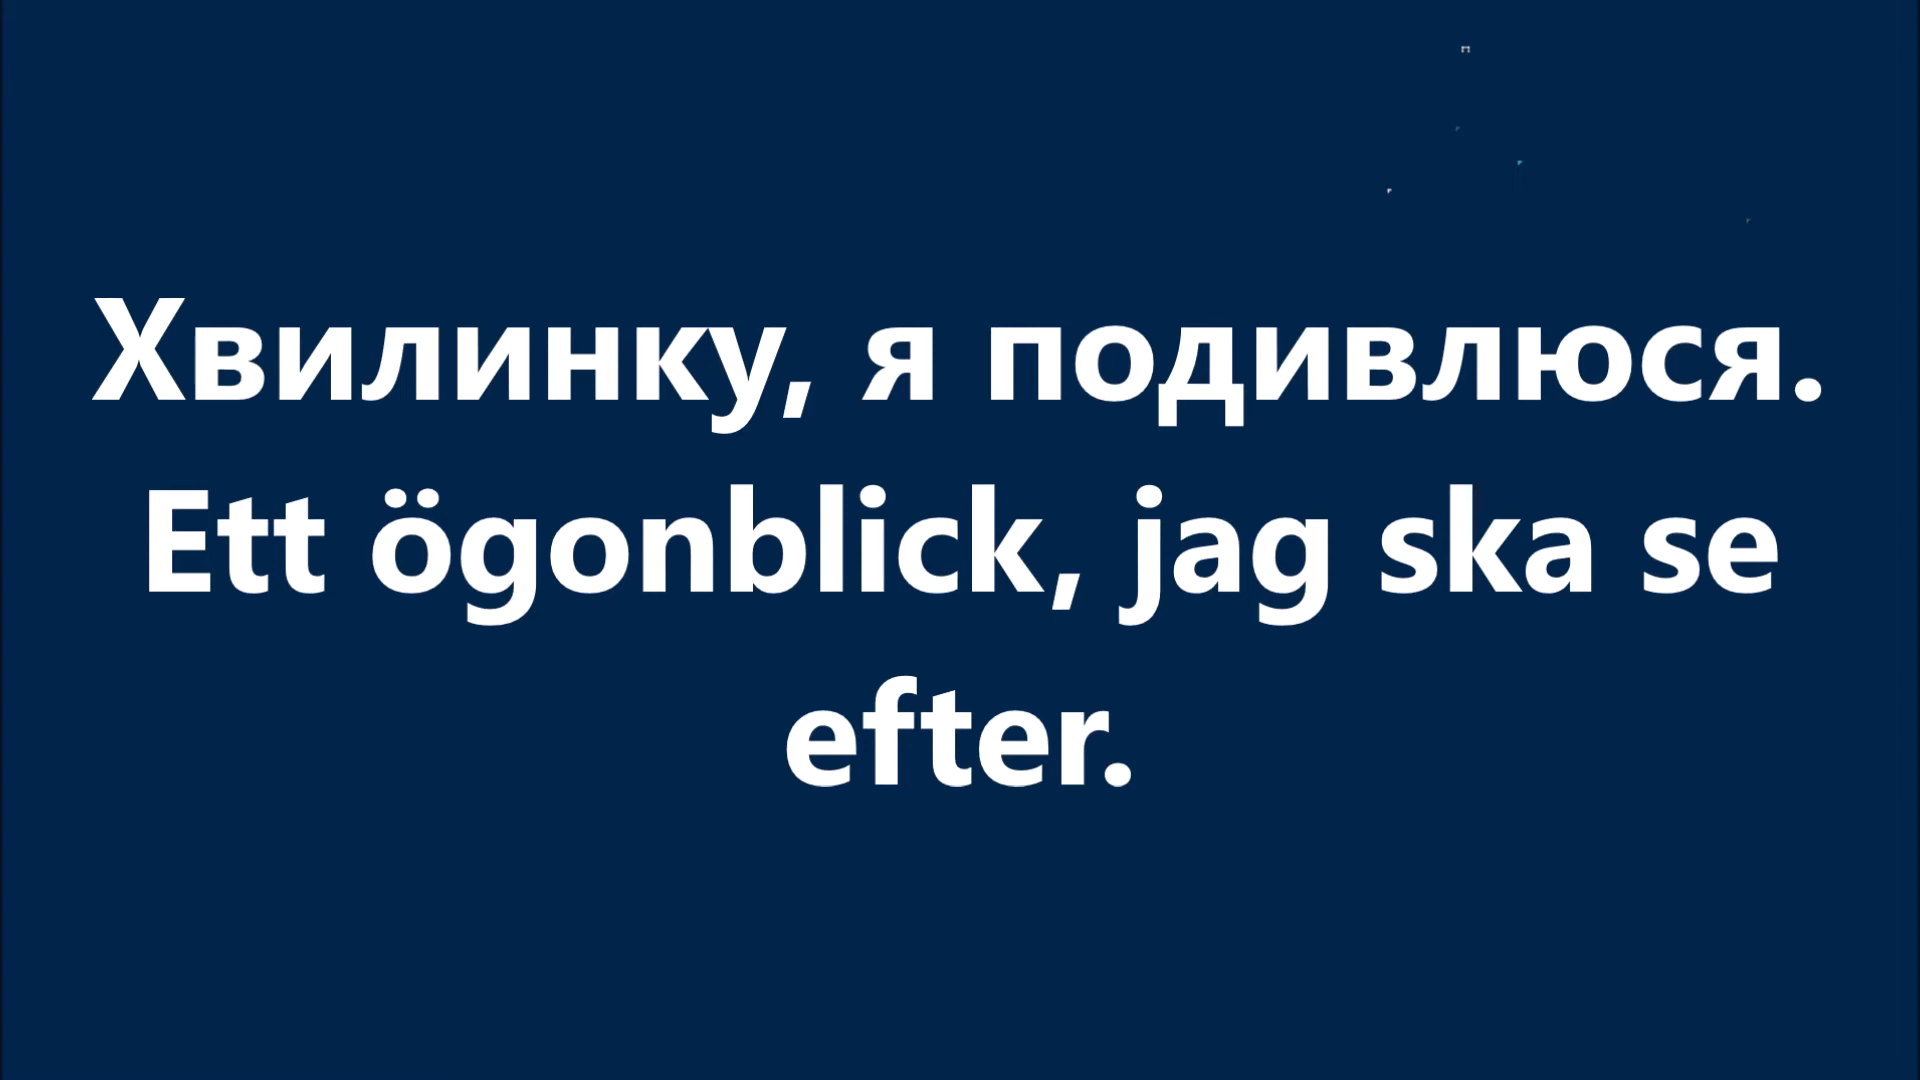 Хвилинку, я подивлюся.
Ett ögonblick, jag ska se
efter.